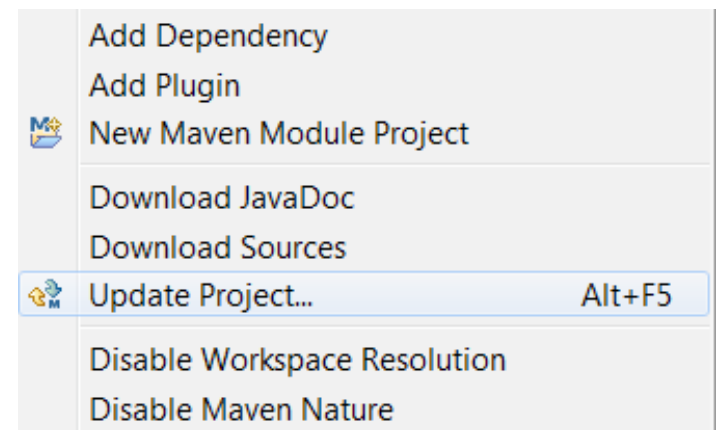 Add Dependency
Add Plugin
New Maven Module Project
Download JavaDoc
Download Sources
Update Project... Alt+F5
Disable Workspace Resolution
Disable Maven Nature